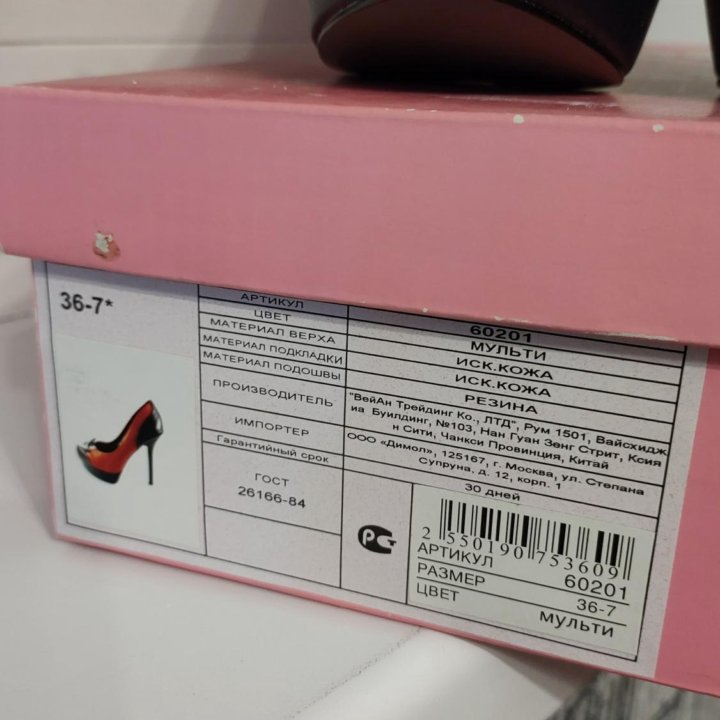 36-7*
АРТИКУЛ
60201
ЦВЕТ
МУЛЬТИ
МАТЕРИАЛ ВЕРХА
ИСК.КОЖА
МАТЕРИАЛ ПОДКЛАДКИ
ИСК.КОЖА
МАТЕРИАЛ ПОДОШВЫ
РЕЗИНА
ПРОИЗВОДИТЕЛЬ
"ВейАн Трейдинг Ко., ЛТД", Рум 1501, Вайсхидж
иа Буилдинг, №103, Нан Гуан Зенг Стрит, Ксия
н Сити, Чанкси Провинция, Китай
ИМПОРТЕР
ООО «Димол», 125167, г. Москва, ул. Степана
Супруна, д. 12, корп. 1
Гарантийный срок
30 дней
ГОСТ
26166-84
РС
2 550190 753609
АРТИКУЛ
60201
РАЗМЕР
36-7
ЦВЕТ
МУЛЬТИ